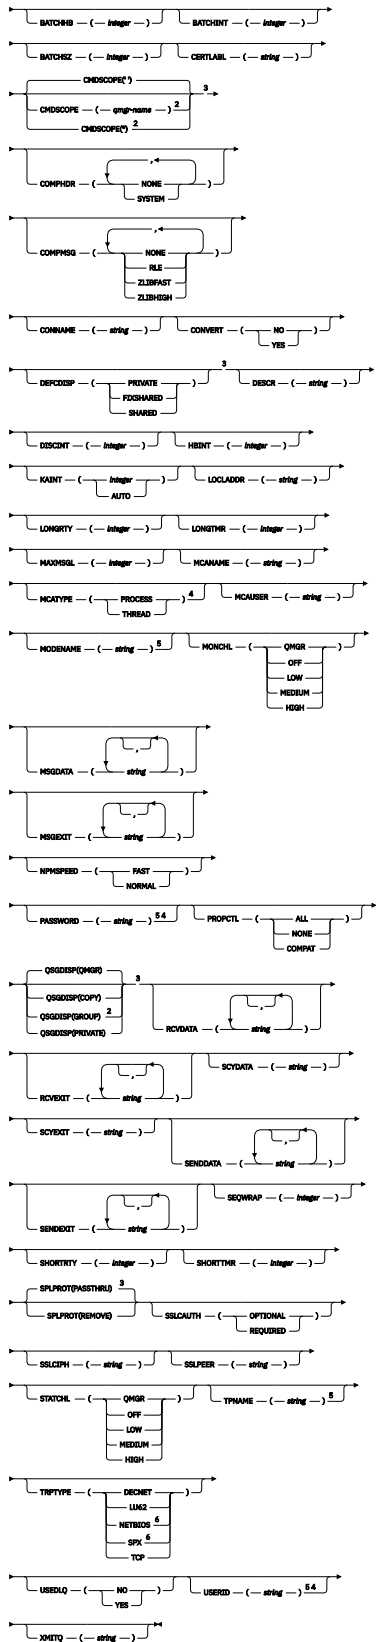 BATCHHB ( integer ) BATCHINT ( integer )
BATCHSZ ( integer ) CERTLABL ( string )
CMDSCOPE(' ') 3
CMDSCOPE ( qmgr-name ) 2
CMDSCOPE(*) 2
,
COMPHDR ( NONE )
SYSTEM
,
COMPMSG ( NONE )
RLE
ZLIBFAST
ZLIBHIGH
CONNAME ( string ) CONVERT ( NO )
YES
3
DEFCDISP ( PRIVATE ) DESCR ( string )
FIXSHARED
SHARED
DISCINT ( integer ) HBINT ( integer )
KAINT ( integer ) LOCLADDR ( string )
AUTO
LONGRTY ( integer ) LONGTMR ( integer )
MAXMSGL ( integer ) MCANAME ( string )
MCATYPE ( PROCESS ) 4 MCAUSER ( string )
THREAD
MODENAME ( string ) 5 MONCHL ( QMGR )
OFF
LOW
MEDIUM
HIGH
,
MSGDATA ( string )
,
MSGEXIT ( string )
NPMSPEED ( FAST )
NORMAL
PASSWORD ( string ) 5 4 PROPCTL ( ALL )
NONE
COMPAT
QSGDISP(QMGR) 3
QSGDISP(COPY) ,
QSGDISP(GROUP) 2 RCVDATA ( string )
QSGDISP(PRIVATE)
, SCYDATA ( string )
RCVEXIT ( string )
SCYEXIT ( string ) ,
SENDDATA ( string )
, SEQWRAP ( integer )
SENDEXIT ( string )
SHORTRTY ( integer ) SHORTTMR ( integer )
SPLPROT(PASSTHRU) 3
SPLPROT(REMOVE) SSLCAUTH ( OPTIONAL )
REQUIRED
SSLCIPH ( string ) SSLPEER ( string )
STATCHL ( QMGR ) TPNAME ( string ) 5
OFF
LOW
MEDIUM
HIGH
TRPTYPE ( DECNET )
LU62
NETBIOS 6
SPX 6
TCP
USEDLQ ( NO ) USERID ( string ) 5 4
YES
XMITQ ( string )